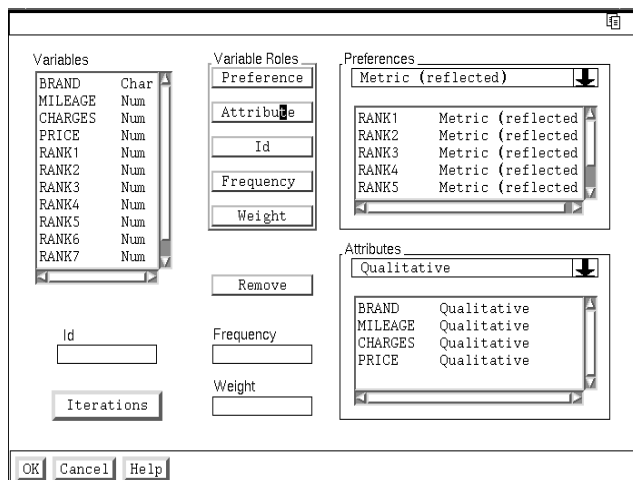 Variables
BRAND Char
MILEAGE Num
CHARGES Num
PRICE Num
RANK1 Num
RANK2 Num
RANK3 Num
RANK4 Num
RANK5 Num
RANK6 Num
RANK7 Num
Id
Iterations
Variable Roles
Preference
Attribute
Id
Frequency
Weight
Remove
Frequency
Weight
Preferences
Metric (reflected)
RANK1 Metric (reflected
RANK2 Metric (reflected
RANK3 Metric (reflected
RANK4 Metric (reflected
RANK5 Metric (reflected
Attributes
Qualitative
BRAND Qualitative
MILEAGE Qualitative
CHARGES Qualitative
PRICE Qualitative
OK Cancel Help